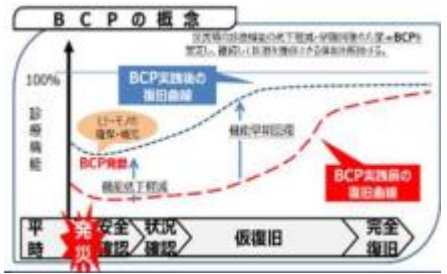 BCPの概念
100%
診療機能
BCP実践後の
復旧曲線
ヒト・モノの
確保・補完
BCP発動
機能低下軽減
機能早期回復
BCP実践前の
復旧曲線
平時
発災
安全確認
状況確認
仮復旧
完全復旧